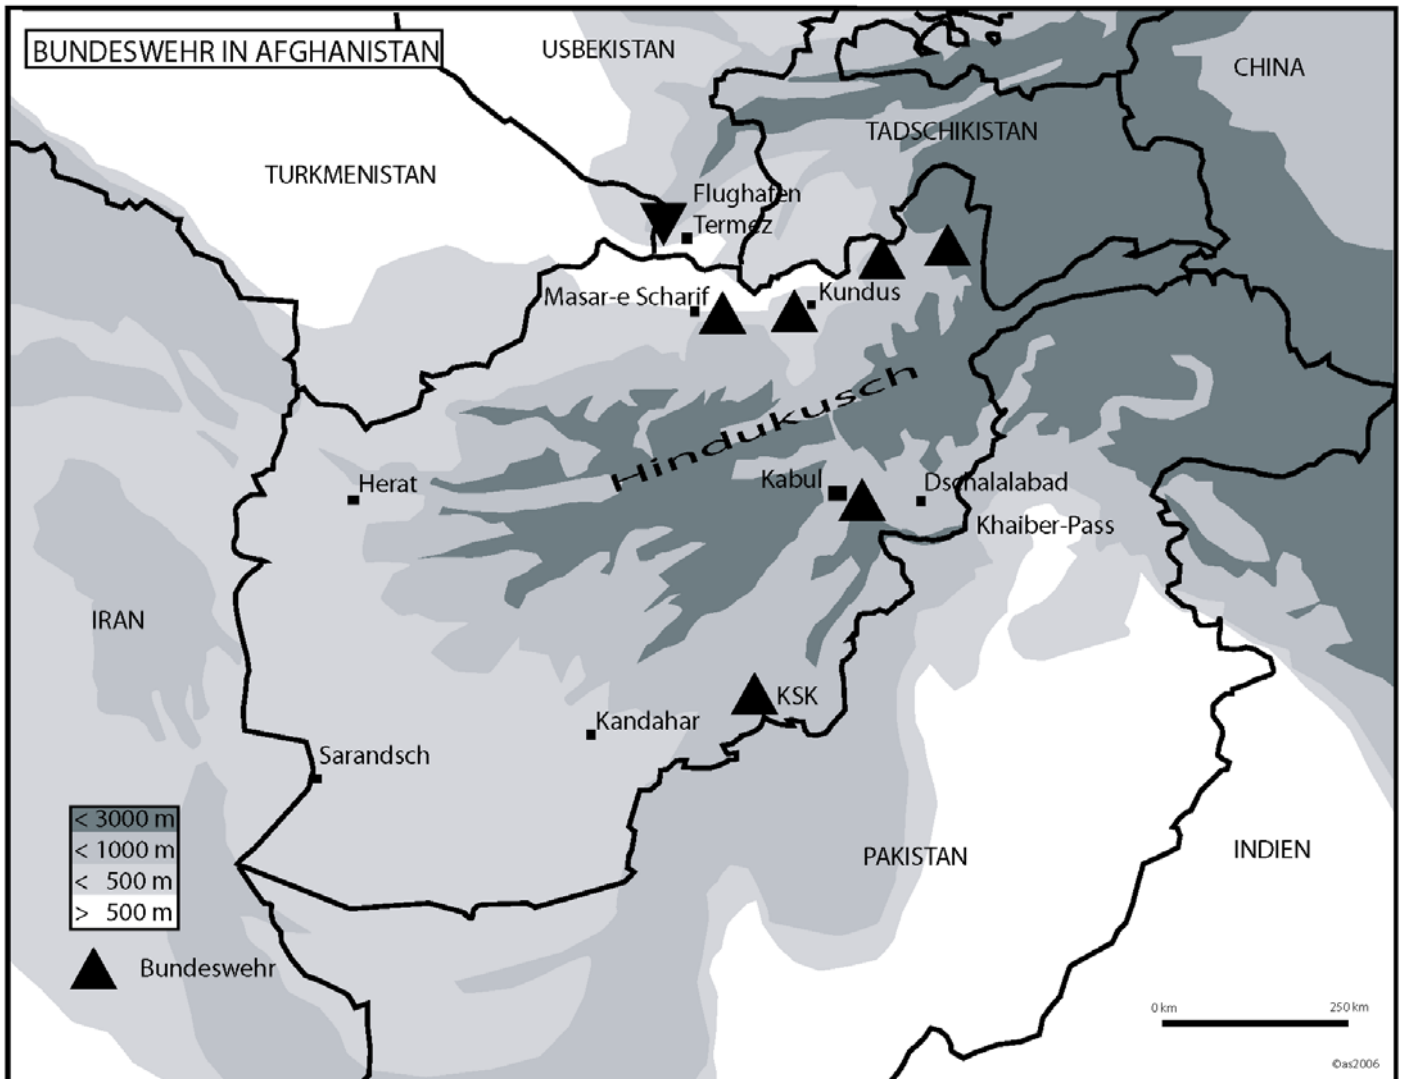 BUNDESWEHR IN AFGHANISTAN
USBEKISTAN
CHINA
TADSCHIKISTAN
TURKMENISTAN
Flughafen
Termez
Masar-e Scharif
Kundus
Hindukusch
Herat
Kabul
Dschalalabad
Khaiber-Pass
IRAN
KSK
Kandahar
Sarandsch
< 3000 m
< 1000 m
< 500 m
> 500 m
PAKISTAN
INDIEN
Bundeswehr
0 km 250 km
©as2006